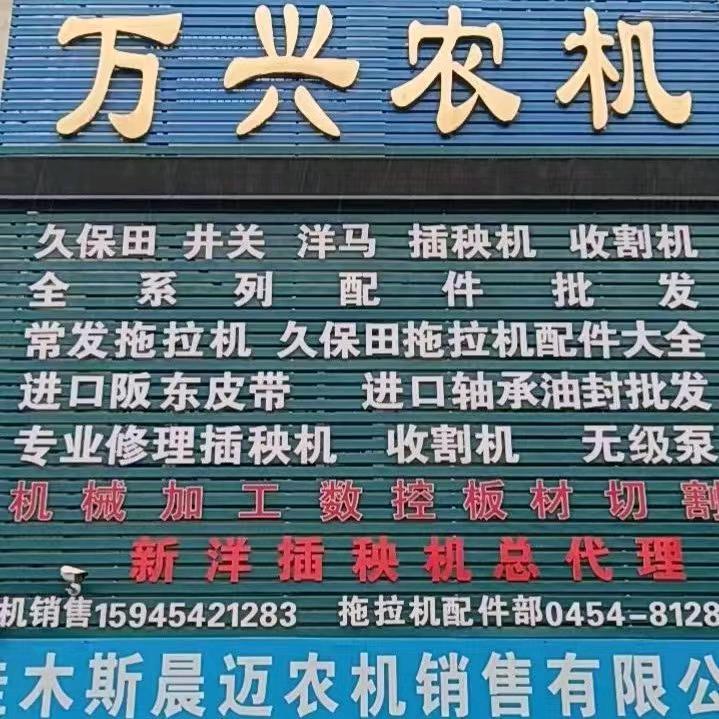 万兴农机
久保田 井关 洋马 插秧机 收割机
全系列配件批发
常发拖拉机 久保田拖拉机配件大全
进口阪东皮带 进口轴承油封批发
专业修理插秧机 收割机 无级泵
机械加工数控板材切割
新洋插秧机总代理
机销售15945421283 拖拉机配件部0454-8128
木斯晨迈农机销售有限公